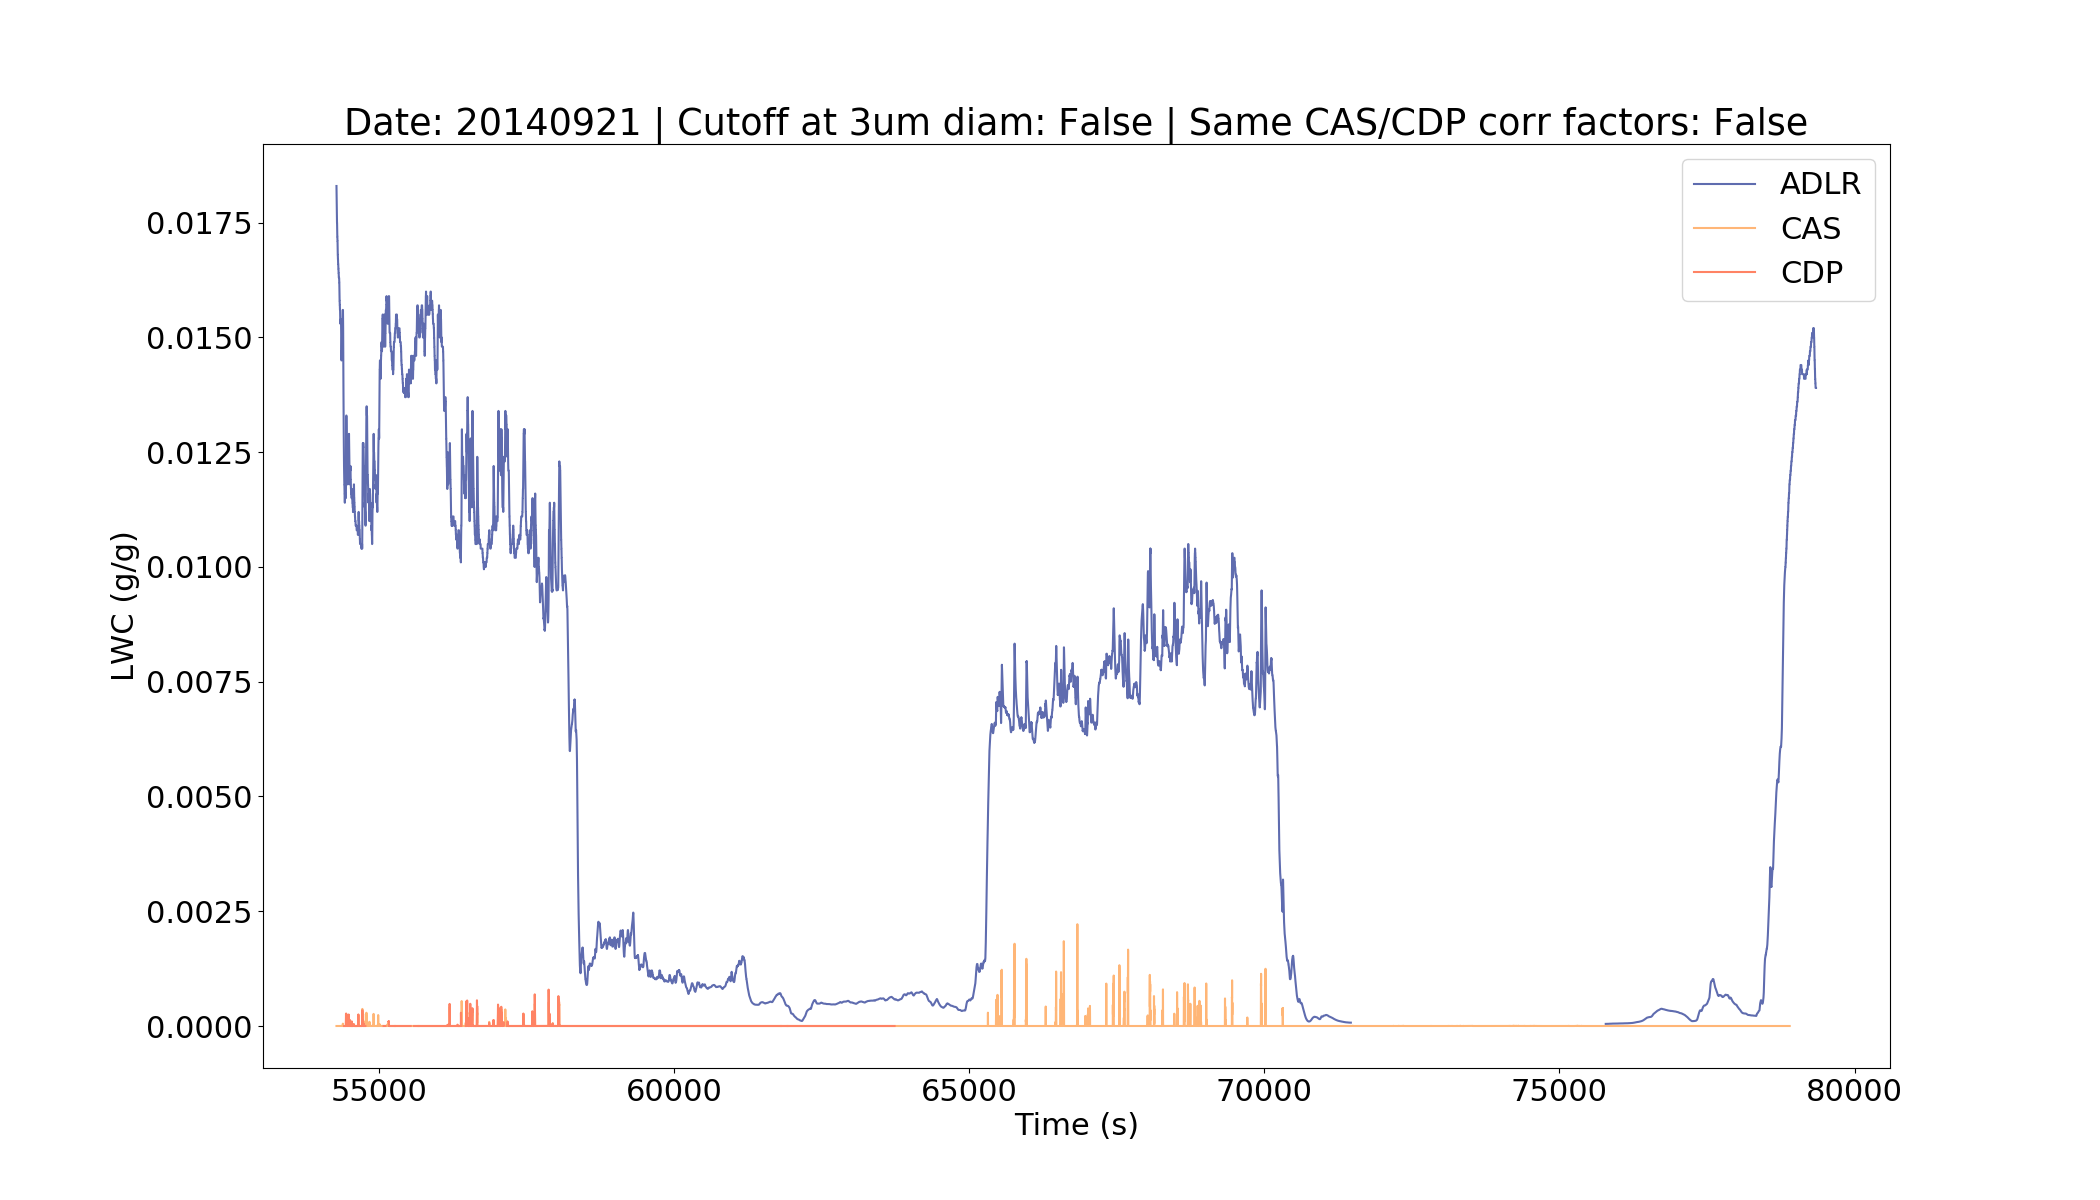 Date: 20140921 | Cutoff at 3um diam: False | Same CAS/CDP corr factors: False
ADLR
CAS
CDP
0.0175
0.0150
0.0125
0.0100
0.0075
0.0050
0.0025
0.0000
LWC (g/g)
55000 60000 65000 70000 75000 80000
Time (s)